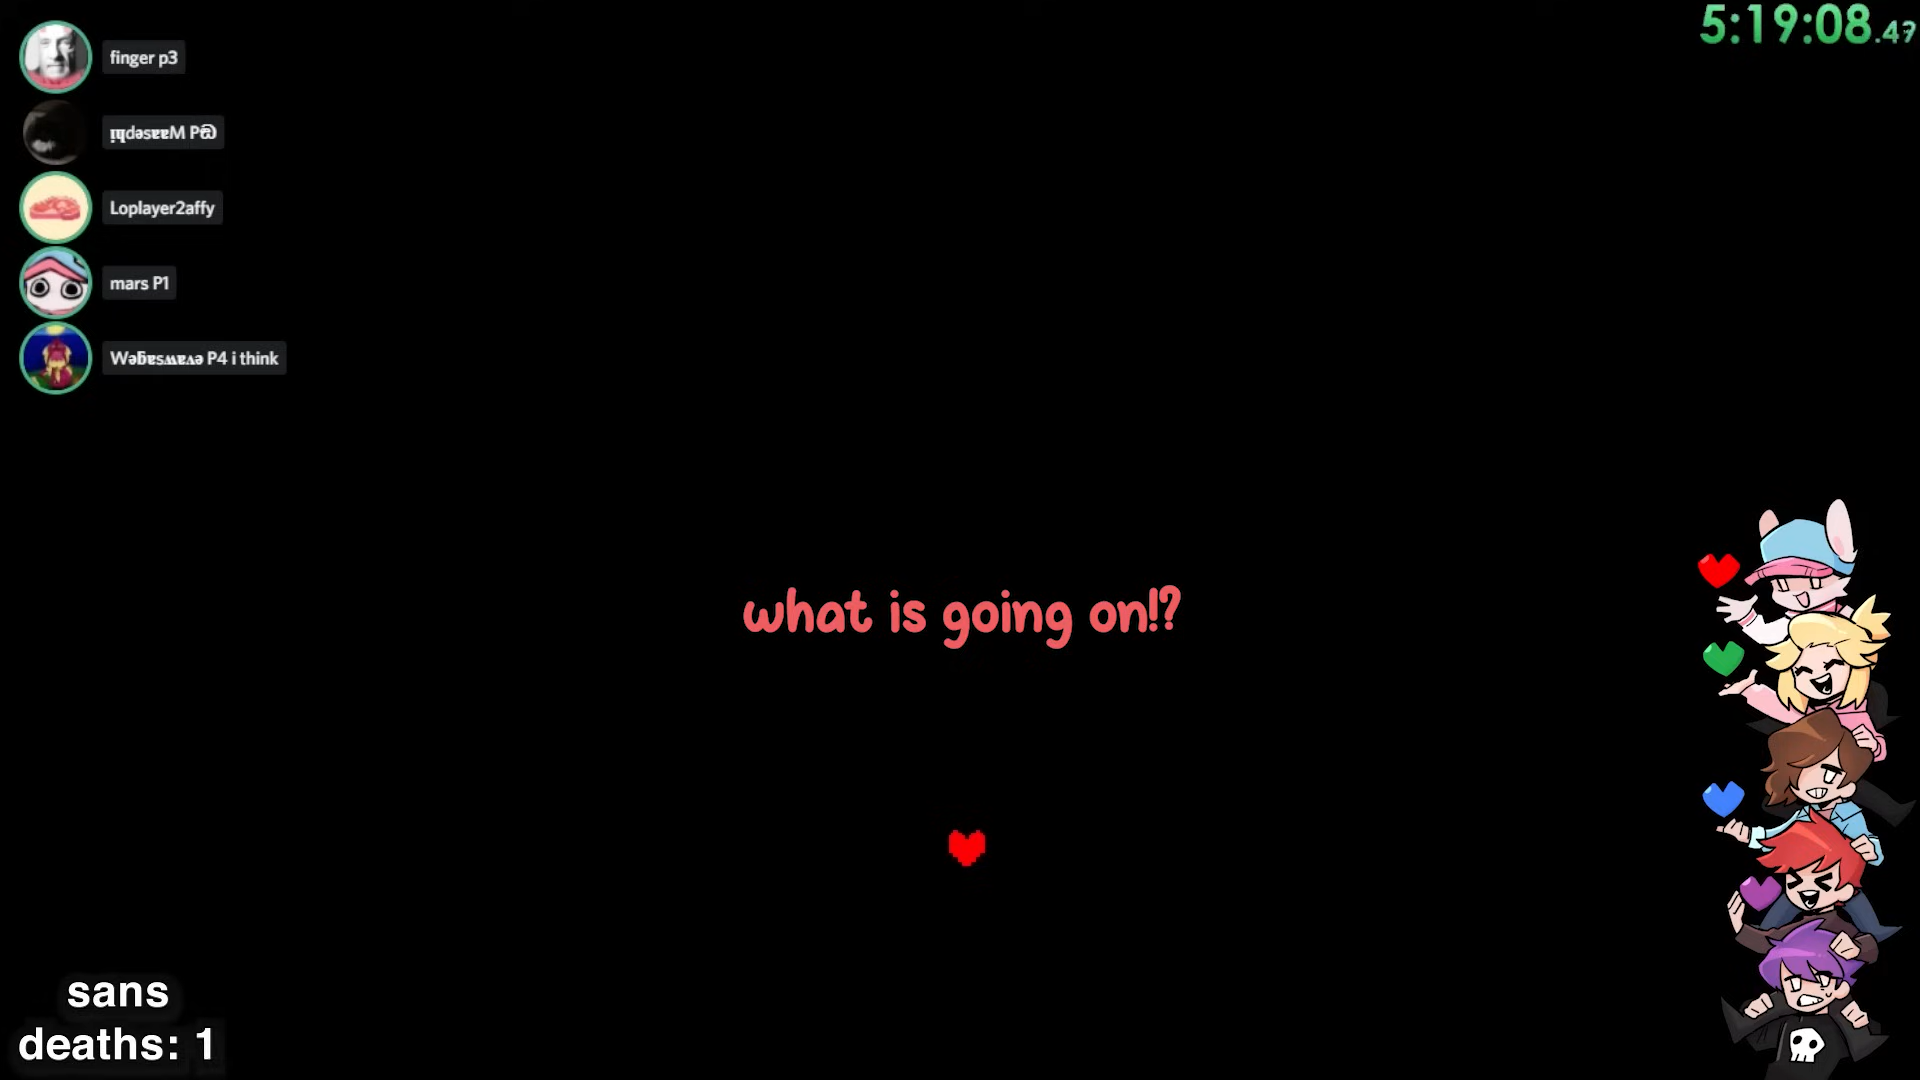 5:19:08.47
finger p3
Loplayer2affy
mars P1
P4 i think
what is going on!?
sans
deaths: 1